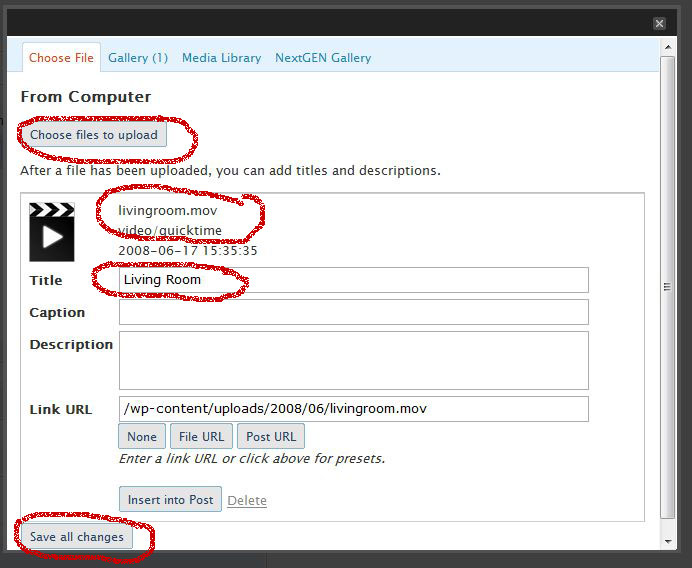 Choose File Gallery (1) Media Library NextGEN Gallery
From Computer
Choose files to upload
After a file has been uploaded, you can add titles and descriptions.
livingroom.mov
video/quicktime
2008-06-17 15:35:35
Title Living Room
Caption
Description
Link URL /wp-content/uploads/2008/06/livingroom.mov
None File URL Post URL
Enter a link URL or click above for presets.
Insert into Post Delete
Save all changes